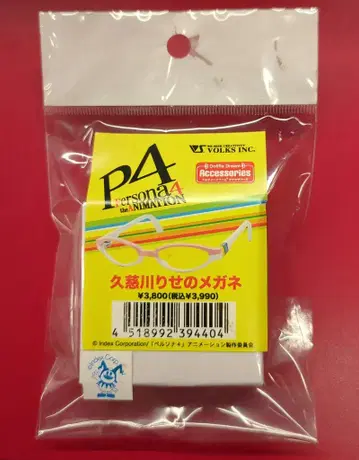 P4
Persona4
the ANIMATION
VOLKS INC.
Dollfie Dream
Accessories
久慈川りせのメガネ
¥3,800(税込¥3,990)
4 518992 394404
© Index Corporation/「ペルソナ4」アニメーション製作委員会
Index Corp